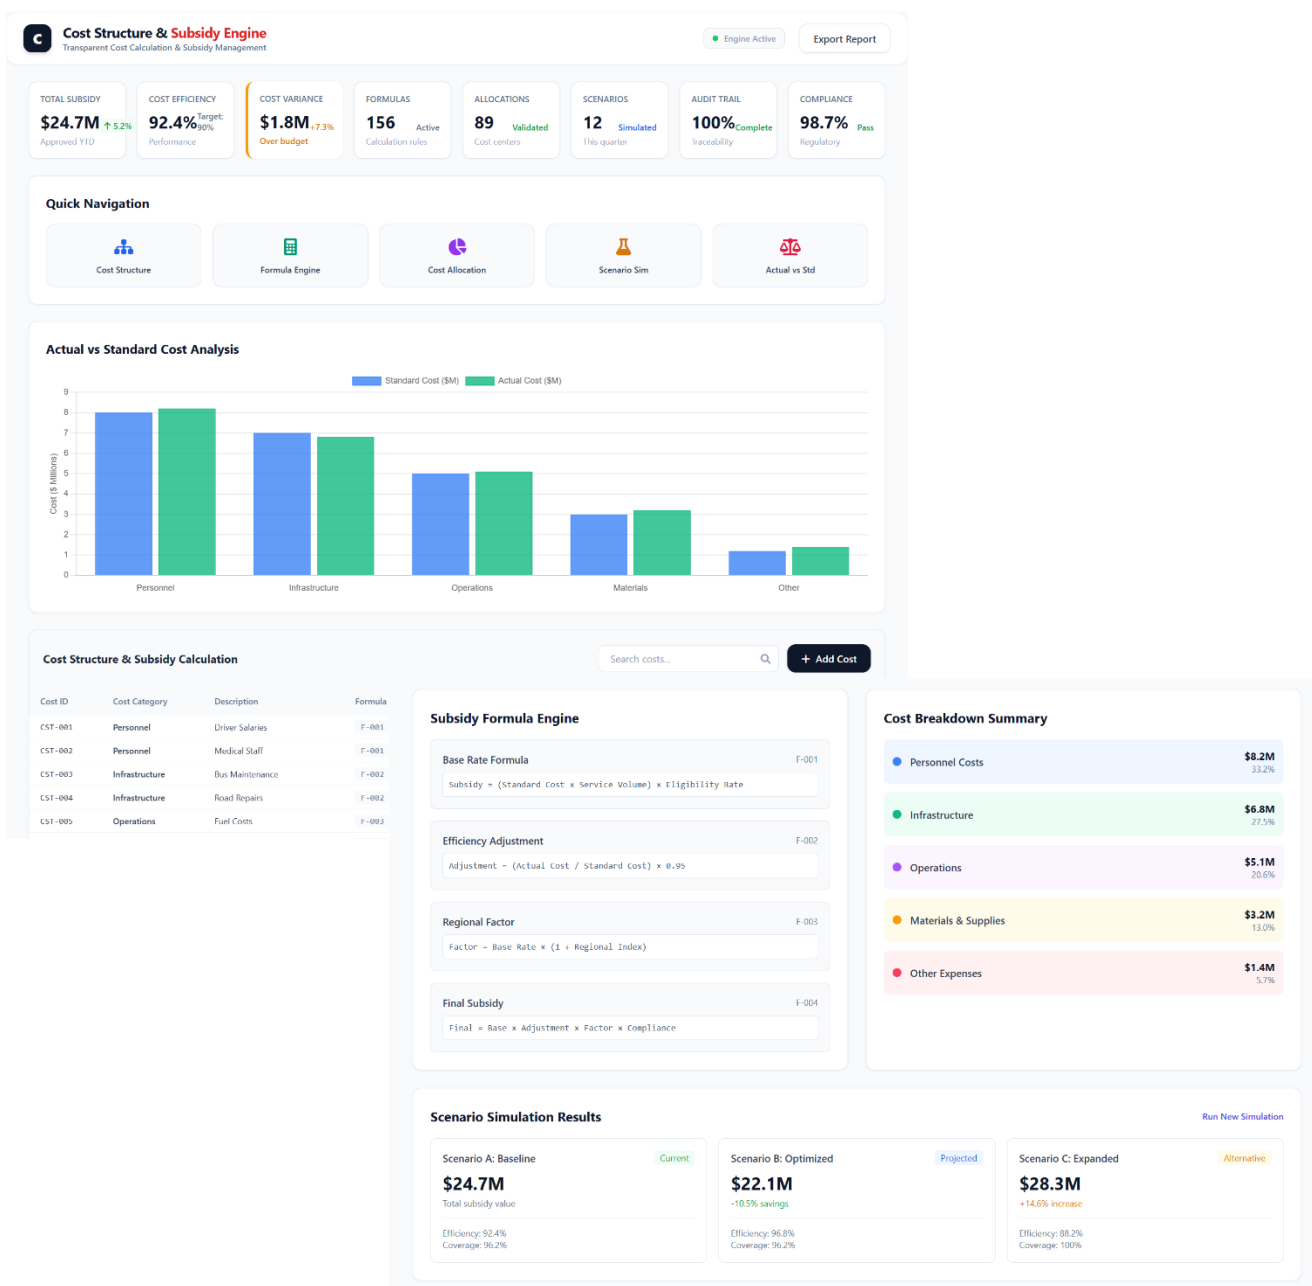 C
Cost Structure & Subsidy Engine
Transparent Cost Calculation & Subsidy Management
Engine Active
Export Report
TOTAL SUBSIDY
$24.7M ↑ 5.2%
Approved YTD
COST EFFICIENCY
92.4% Target: 90%
Performance
COST VARIANCE
$1.8M +7.3%
Over budget
FORMULAS
156 Active
Calculation rules
ALLOCATIONS
89 Validated
Cost centers
SCENARIOS
12 Simulated
This quarter
AUDIT TRAIL
100% Complete
Traceability
COMPLIANCE
98.7% Pass
Regulatory
Quick Navigation
Cost Structure
Formula Engine
Cost Allocation
Scenario Sim
Actual vs Std
Actual vs Standard Cost Analysis
Standard Cost ($M) Actual Cost ($M)
Cost ($ Millions)
9
8
7
6
5
4
3
2
1
0
Personnel Infrastructure Operations Materials Other
Cost Structure & Subsidy Calculation
Search costs...
+ Add Cost
Cost ID Cost Category Description Formula
CST-001 Personnel Driver Salaries F-001
CST-002 Personnel Medical Staff F-001
CST-003 Infrastructure Bus Maintenance F-002
CST-004 Infrastructure Road Repairs F-002
CST-005 Operations Fuel Costs F-003
Subsidy Formula Engine
Base Rate Formula F-001
Subsidy = (Standard Cost × Service Volume) × Eligibility Rate
Efficiency Adjustment F-002
Adjustment = (Actual Cost / Standard Cost) × 0.95
Regional Factor F-003
Factor = Base Rate × (1 + Regional Index)
Final Subsidy F-004
Final = Base × Adjustment × Factor × Compliance
Cost Breakdown Summary
Personnel Costs $8.2M
33.2%
Infrastructure $6.8M
27.5%
Operations $5.1M
20.6%
Materials & Supplies $3.2M
13.0%
Other Expenses $1.4M
5.7%
Scenario Simulation Results
Run New Simulation
Scenario A: Baseline Current
$24.7M
Total subsidy value
Efficiency: 92.4%
Coverage: 96.2%
Scenario B: Optimized Projected
$22.1M
-10.5% savings
Efficiency: 96.8%
Coverage: 96.2%
Scenario C: Expanded Alternative
$28.3M
+14.6% increase
Efficiency: 88.2%
Coverage: 100%